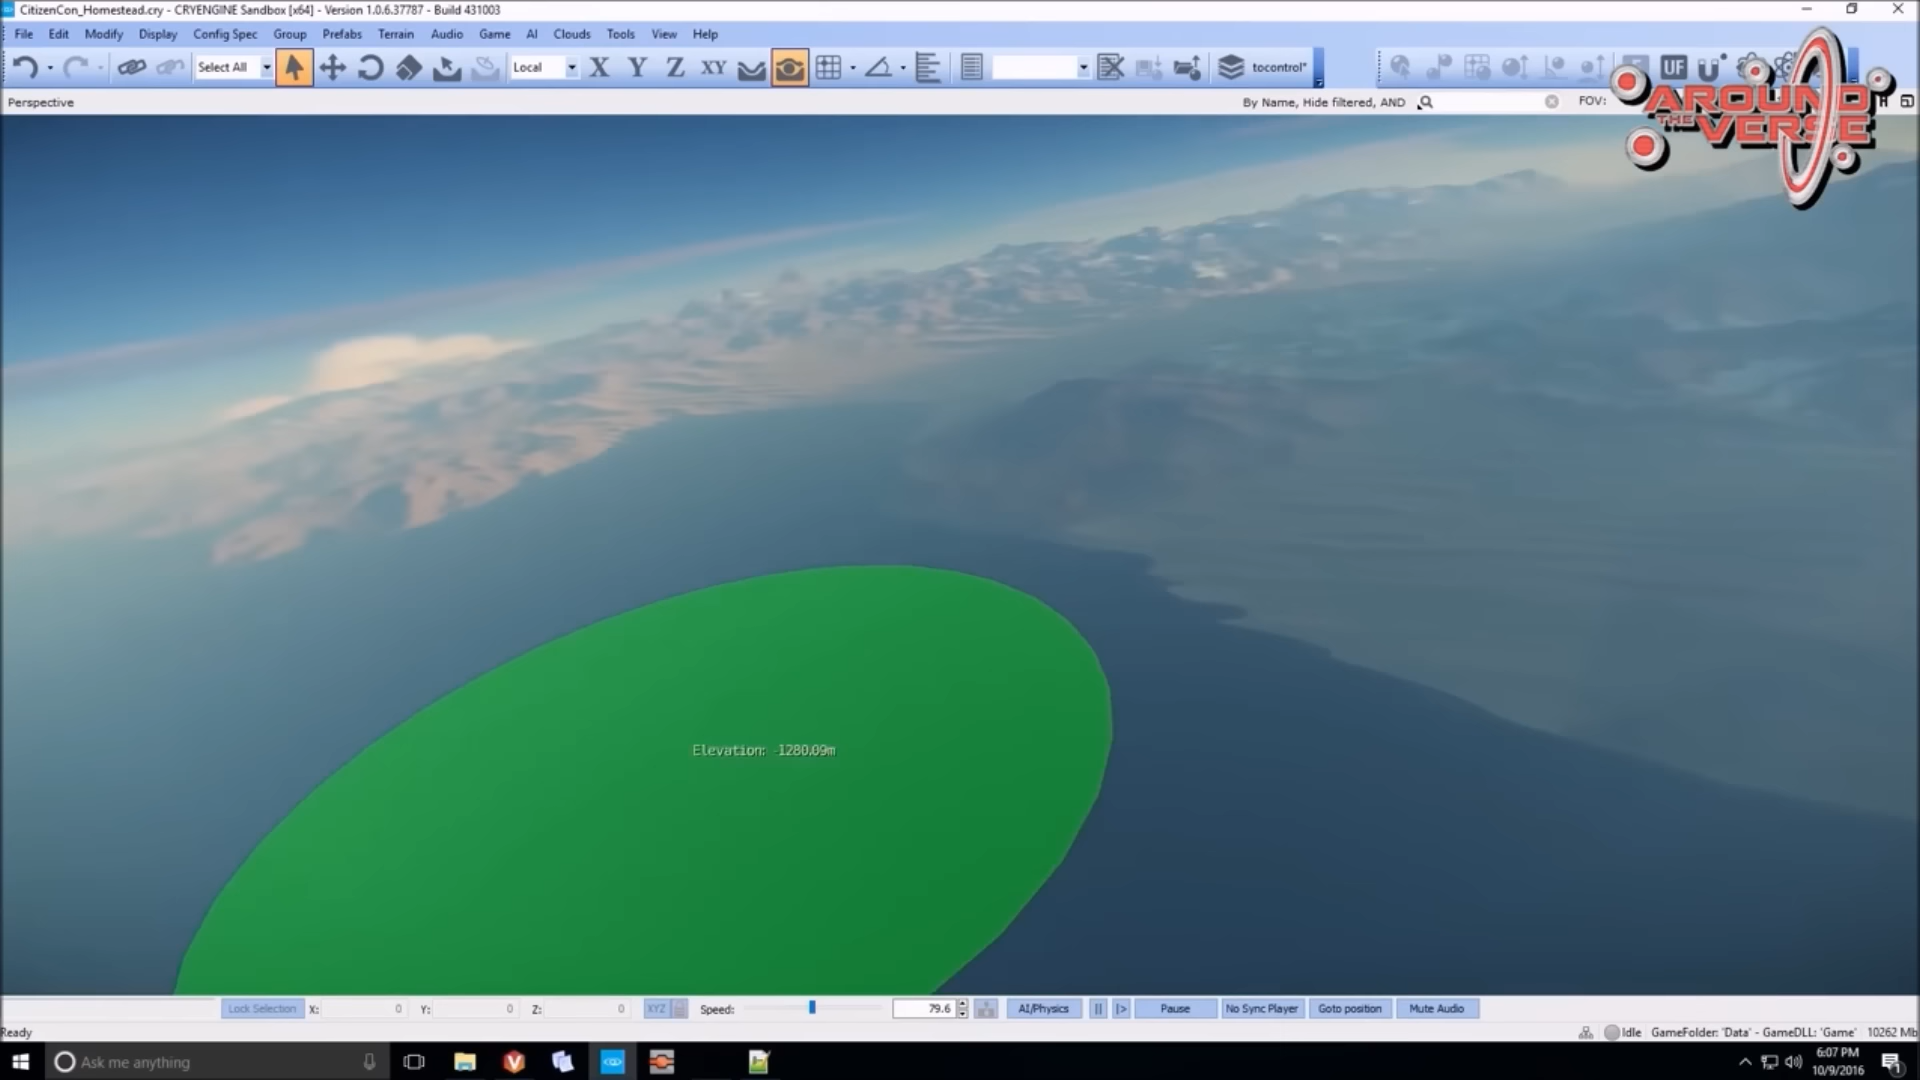 CitizenCon_Homestead.cry - CRYENGINE Sandbox [x64] - Version 1.0.6.37787 - Build 431003
File Edit Modify Display Config Spec Group Prefabs Terrain Audio Game AI Clouds Tools View Help
Select All Local X Y Z XY tocontrol* UF
Perspective By Name, Hide filtered, AND FOV:
AROUND
THE VERSE
Elevation: -1280.09m
Lock Selection X: 0 Y: 0 Z: 0 XYZ Speed: 79.6 AI/Physics Pause No Sync Player Goto position Mute Audio
Ready Idle GameFolder: 'Data' - GameDLL: 'Game' 10262 Mb
Ask me anything 6:07 PM
10/9/2016 1